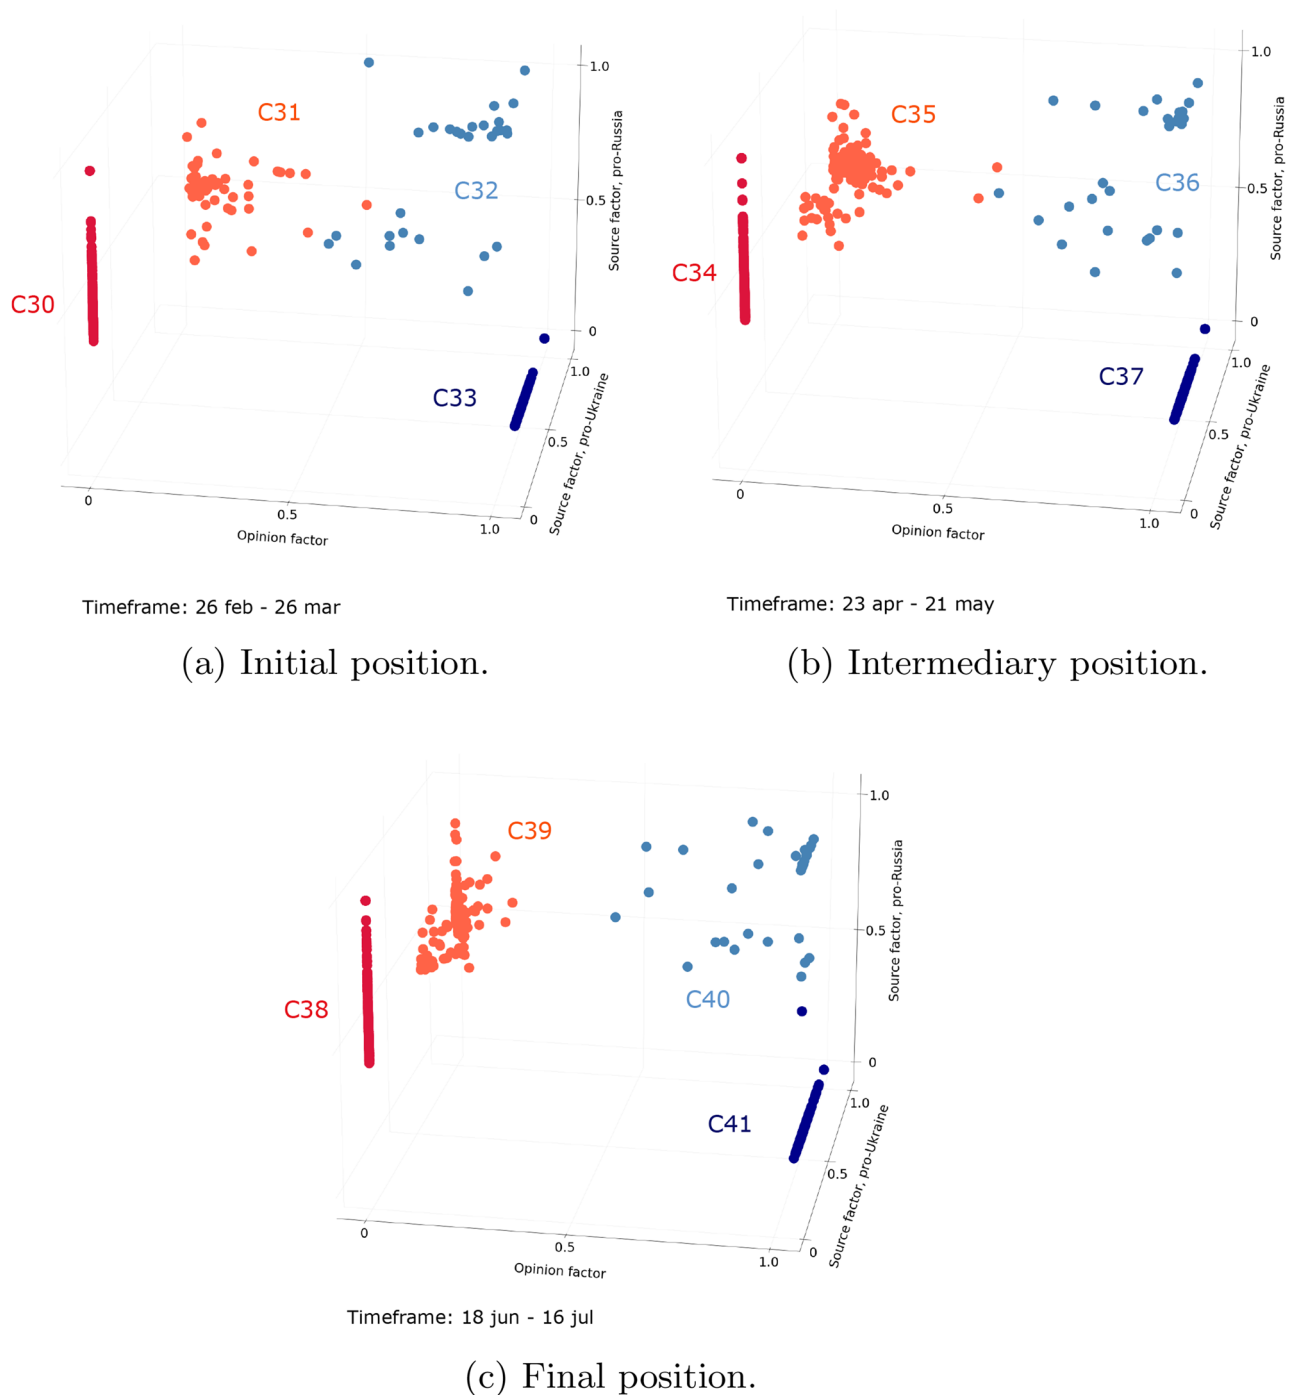 C31
C32
C30
C33
1.0
0.5
0
1.0
0.5
0
Source factor, pro-Russia
Source factor, pro-Ukraine
0
0.5
1.0
Opinion factor
Timeframe: 26 feb - 26 mar
(a) Initial position.
C35
C36
C34
C37
1.0
0.5
0
1.0
0.5
0
Source factor, pro-Russia
Source factor, pro-Ukraine
0
0.5
1.0
Opinion factor
Timeframe: 23 apr - 21 may
(b) Intermediary position.
C39
C40
C38
C41
1.0
0.5
0
1.0
0.5
0
Source factor, pro-Russia
Source factor, pro-Ukraine
0
0.5
1.0
Opinion factor
Timeframe: 18 jun - 16 jul
(c) Final position.